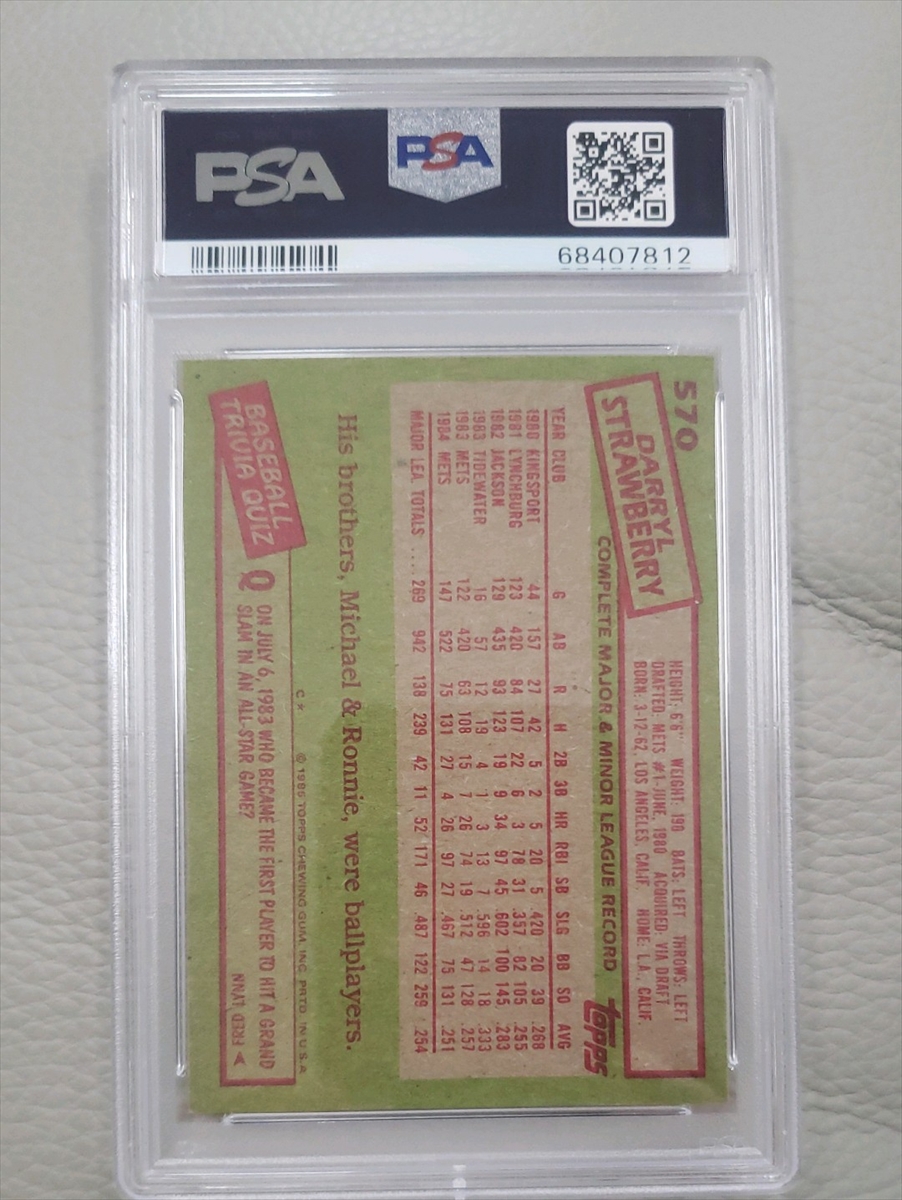 PSA
PSA
68407812
570
DARRYL
STRAWBERRY
HEIGHT: 6'6" WEIGHT: 190 BATS: LEFT THROWS: LEFT
DRAFTED: METS #1-JUNE, 1980 ACQUIRED: VIA DRAFT
BORN: 3-12-62, LOS ANGELES, CALIF. HOME: L.A., CALIF.
COMPLETE MAJOR & MINOR LEAGUE RECORD
topps
YEAR CLUB G AB R H 2B 3B HR RBI SB SLG BB SO AVG
1980 KINGSPORT 44 157 27 42 5 2 5 20 5 .420 20 39 .268
1981 LYNCHBURG 123 420 84 107 22 6 3 78 31 .357 82 105 .255
1982 JACKSON 129 435 93 123 19 9 34 97 45 .602 100 145 .283
1983 TIDEWATER 16 57 12 19 4 1 3 13 7 .596 14 18 .333
1983 METS 122 420 63 108 15 7 26 74 19 .512 47 128 .257
1984 METS 147 522 75 131 27 4 26 97 27 .467 75 131 .251
MAJOR LEA. TOTALS .... 269 942 138 239 42 11 52 171 46 .487 122 259 .254
His brothers, Michael & Ronnie, were ballplayers.
C* © 1985 TOPPS CHEWING GUM, INC. PRTD. IN U.S.A.
BASEBALL
TRIVIA QUIZ
Q ON JULY 6, 1983 WHO BECAME THE FIRST PLAYER TO HIT A GRAND
SLAM IN AN ALL-STAR GAME?
FRED LYNN A